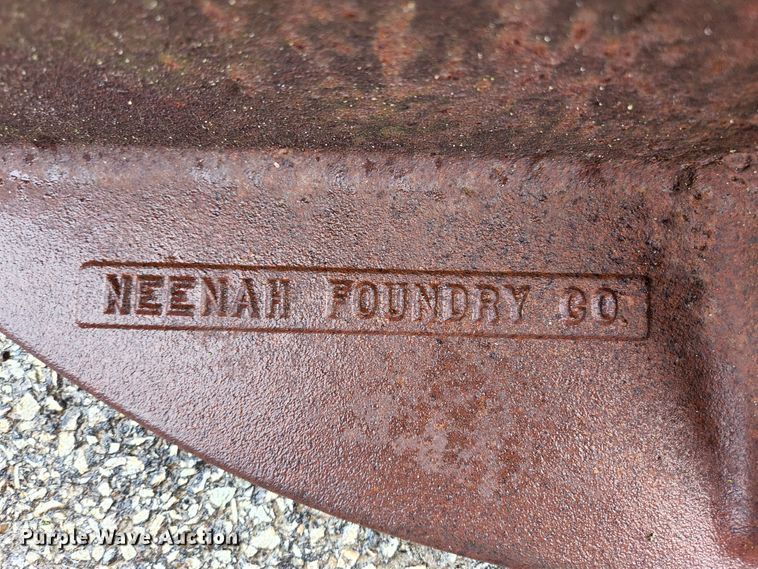 NEENAH FOUNDRY CO.
Purple Wave Auction